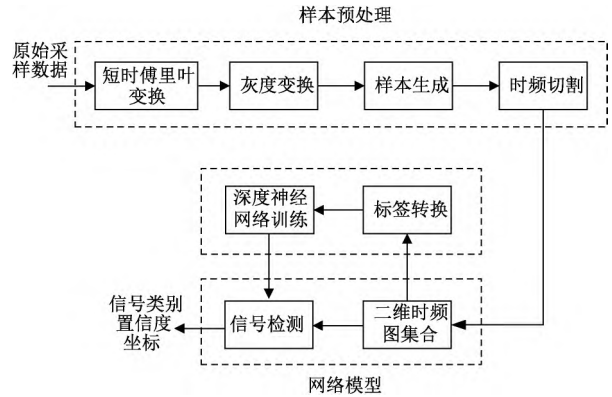 样本预处理
原始采
样数据
短时傅里叶
变换
灰度变换
样本生成
时频切割
深度神经
网络训练
标签转换
信号类别
置信度
坐标
信号检测
二维时频
图集合
网络模型